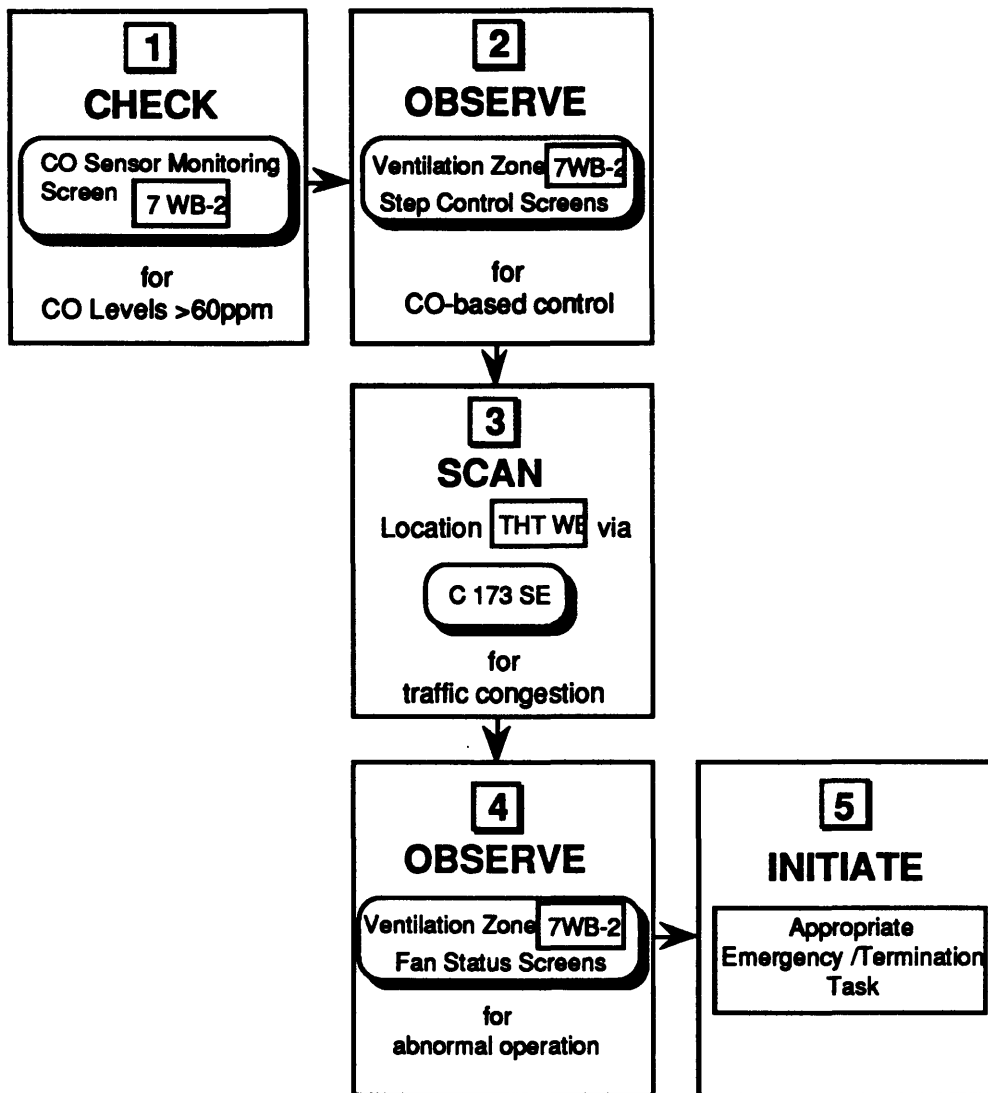 1
CHECK
CO Sensor Monitoring
Screen 7 WB-2
for
CO Levels >60ppm
2
OBSERVE
Ventilation Zone 7WB-2
Step Control Screens
for
CO-based control
3
SCAN
Location THT WB via
C 173 SE
for
traffic congestion
4
OBSERVE
Ventilation Zone 7WB-2
Fan Status Screens
for
abnormal operation
5
INITIATE
Appropriate
Emergency /Termination
Task